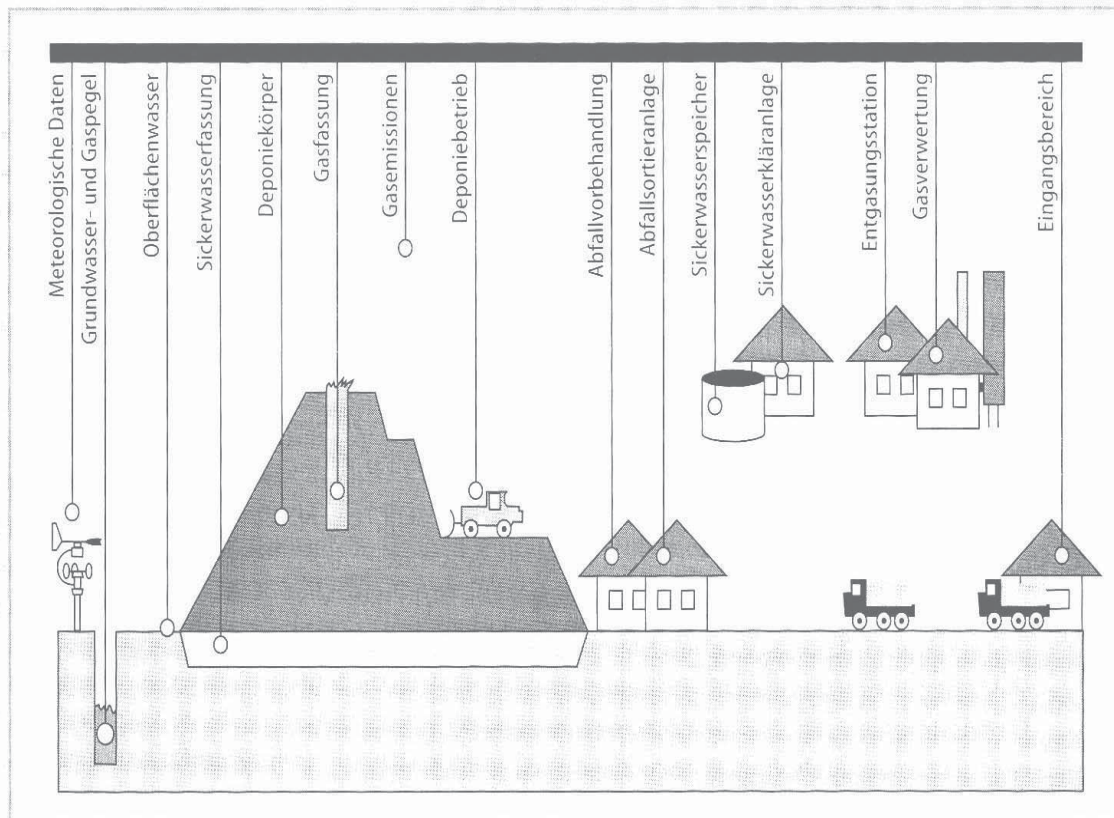 Meteorologische Daten
Grundwasser- und Gaspegel
Oberflächenwasser
Sickerwasserfassung
Deponiekörper
Gasfassung
Gasemissionen
Deponiebetrieb
Abfallvorbehandlung
Abfallsortieranlage
Sickerwasserspeicher
Sickerwasserkläranlage
Entgasungsstation
Gasverwertung
Eingangsbereich